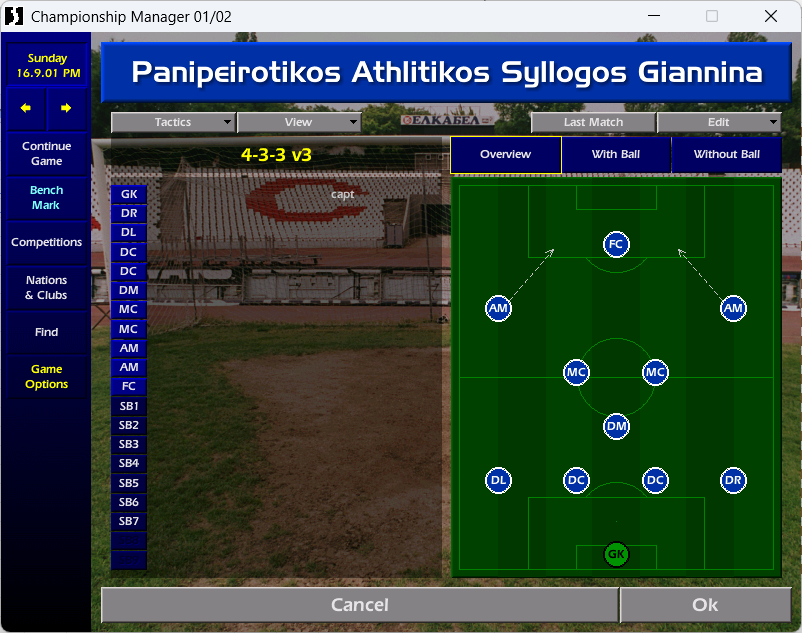 Championship Manager 01/02
Sunday
16.9.01 PM
Panipeirotikos Athlitikos Syllogos Giannina
Tactics
View
ΕΛΚΑΒΕΛ
Last Match
Edit
Continue
Game
Bench
Mark
Competitions
Nations
& Clubs
Find
Game
Options
4-3-3 v3
Overview
With Ball
Without Ball
GK
capt
DR
DL
DC
DC
DM
MC
MC
AM
AM
FC
SB1
SB2
SB3
SB4
SB5
SB6
SB7
FC
AM
AM
MC
MC
DM
DL
DC
DC
DR
GK
Cancel
Ok